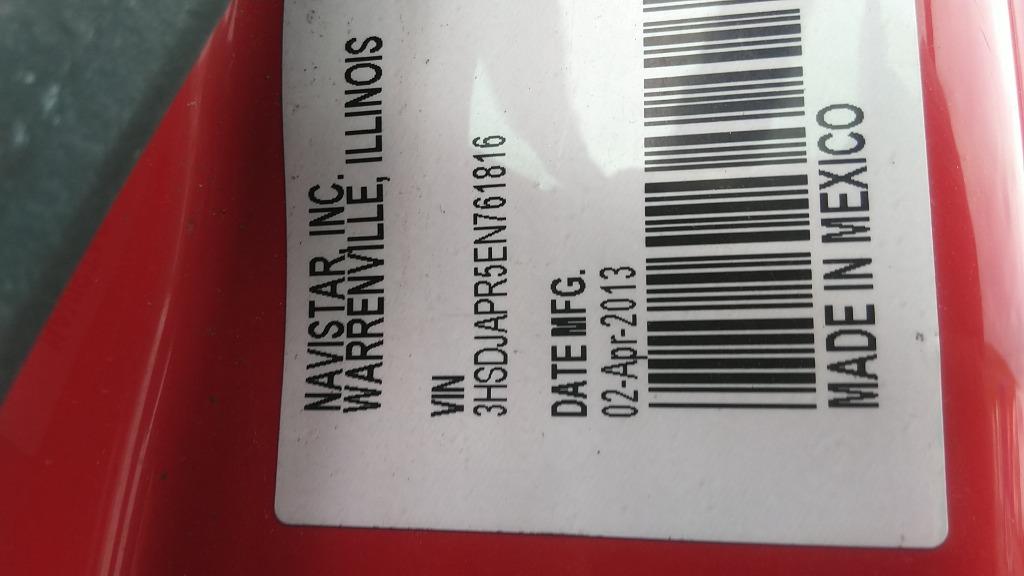 NAVISTAR, INC.
WARRENVILLE, ILLINOIS
VIN
3HSDJAPR5EN761816
DATE MFG.
02-Apr-2013
MADE IN MEXICO